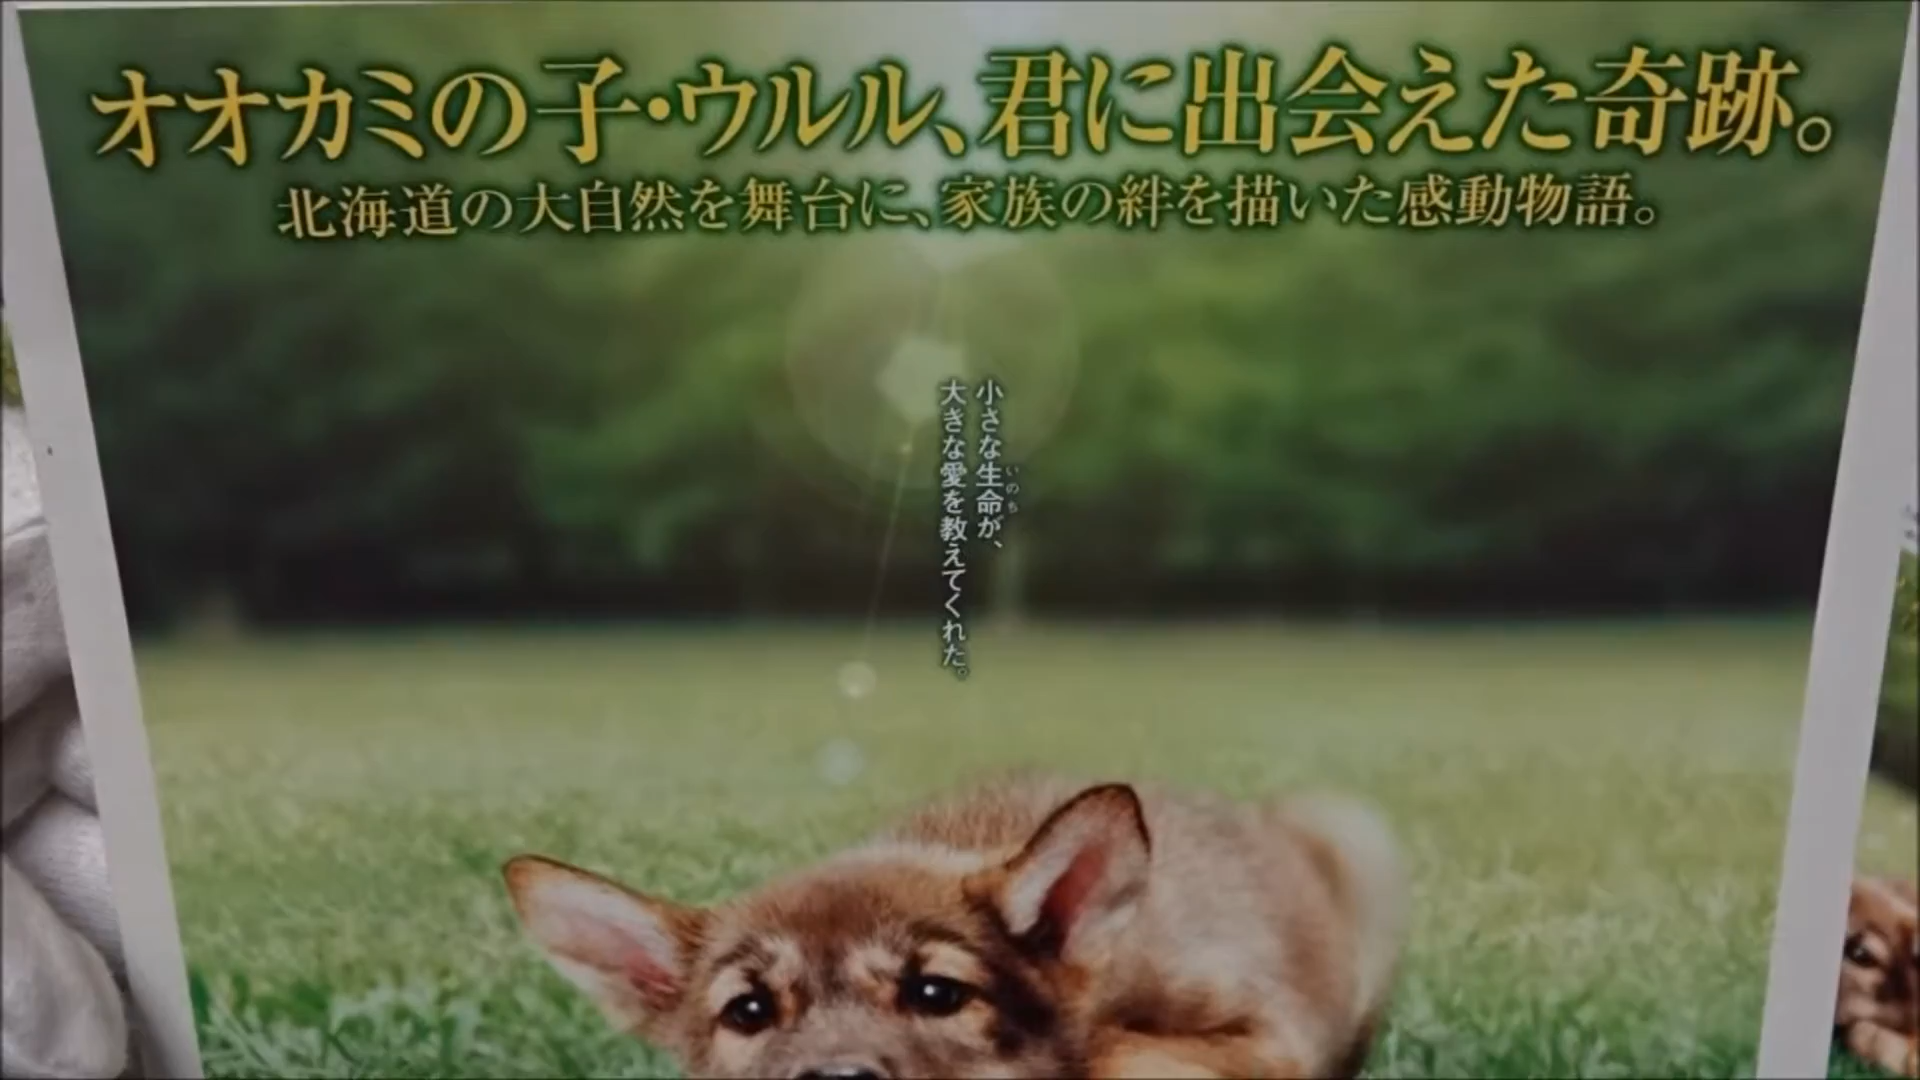 オオカミの子・ウルル、君に出会えた奇跡。
北海道の大自然を舞台に、家族の絆を描いた感動物語。
小さな生命が、
いのち
大きな愛を教えてくれた。